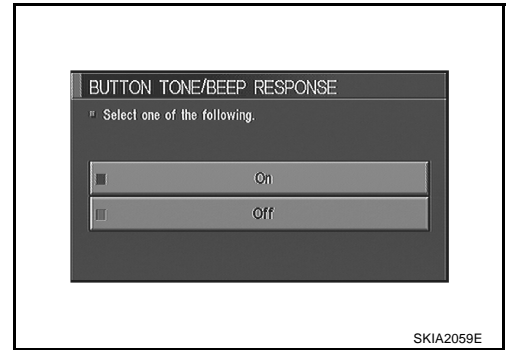 BUTTON TONE/BEEP RESPONSE
Select one of the following.
On
Off
SKIA2059E